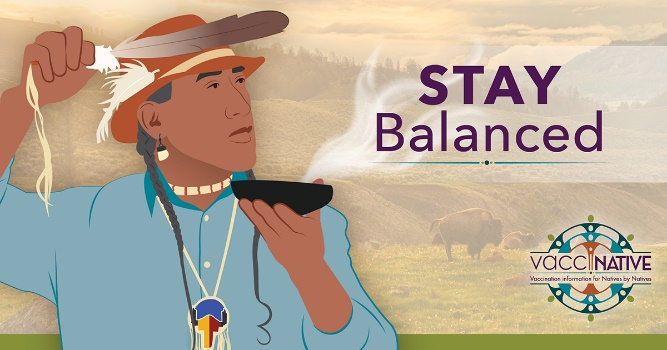 STAY
Balanced
VACCINATIVE
Vaccination information for Natives by Natives